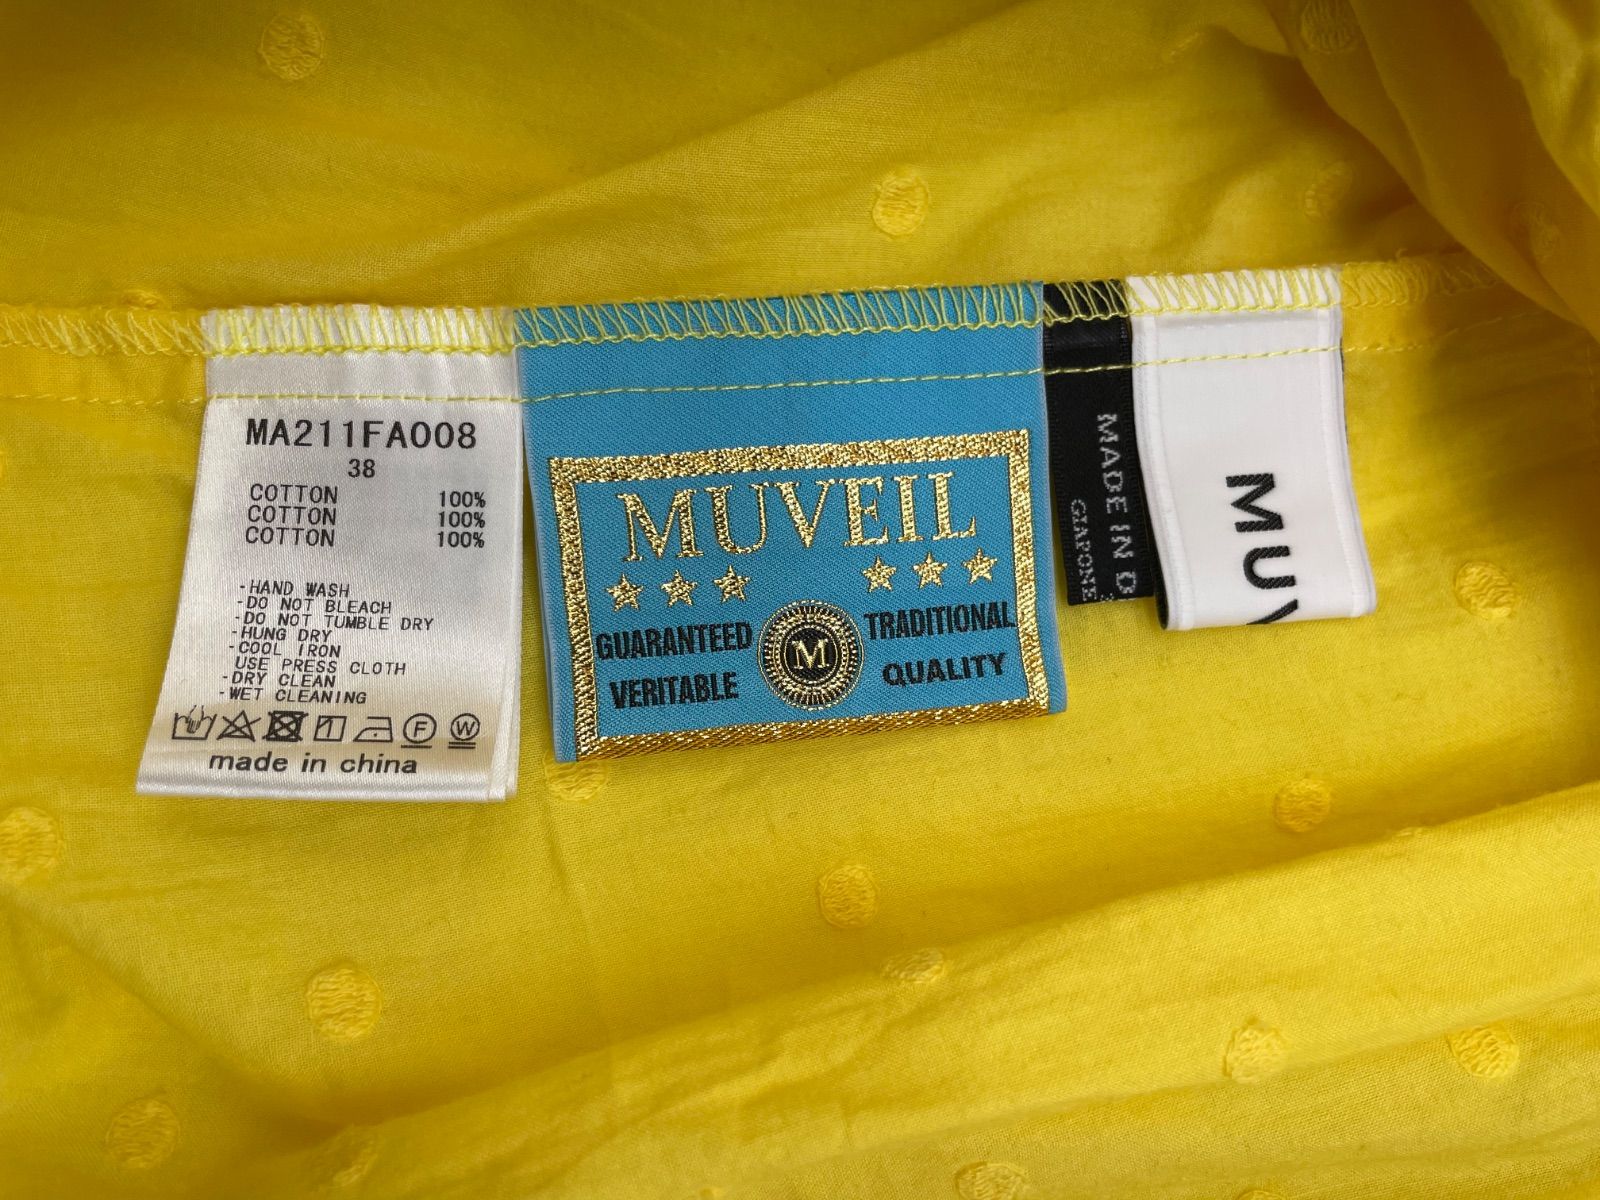 MA211FA008
38
COTTON 100%
COTTON 100%
COTTON 100%
-HAND WASH
-DO NOT BLEACH
-DO NOT TUMBLE DRY
-HUNG DRY
-COOL IRON
USE PRESS CLOTH
-DRY CLEAN
-WET CLEANING
F W
made in china
MUVEIL
GUARANTEED TRADITIONAL
M
VERITABLE QUALITY
MADE IN
GIAPONE
MUV